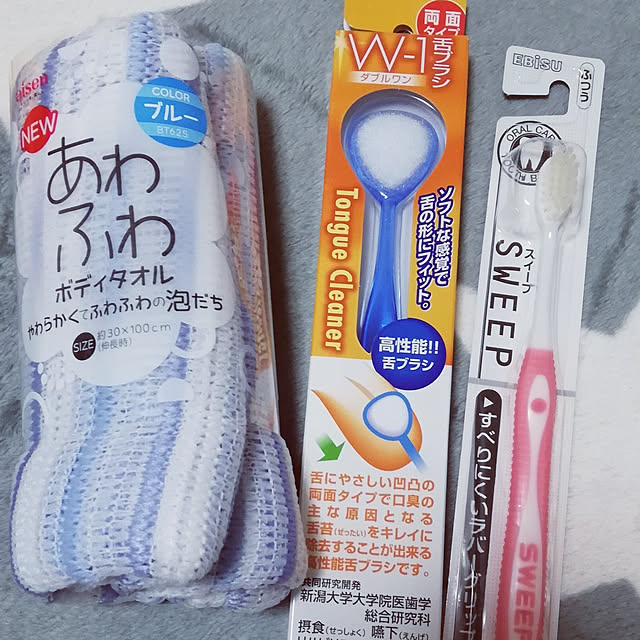 aisen
NEW
COLOR
ブルー
BT625
あわ
ふわ
ボディタオル
やわらかくてふわふわの泡だち
SIZE 約30×100cm
(伸長時)
両面
タイプ
W-1
ダブルワン
舌ブラシ
ソフトな感覚で
舌の形にフィット。
Tongue Cleaner
高性能!!
舌ブラシ
舌にやさしい凹凸の
両面タイプで口臭の
主な原因となる
舌苔(ぜったい)をキレイに
除去することが出来る
高性能舌ブラシです。
共同研究開発
新潟大学大学院医歯学
総合研究科
摂食(せっしょく)嚥下(えんげ)
EBiSU
ふつう
ORAL CARE
スイープ
SWEEP
▶すべりにくいラバーグリップ
SWEEP